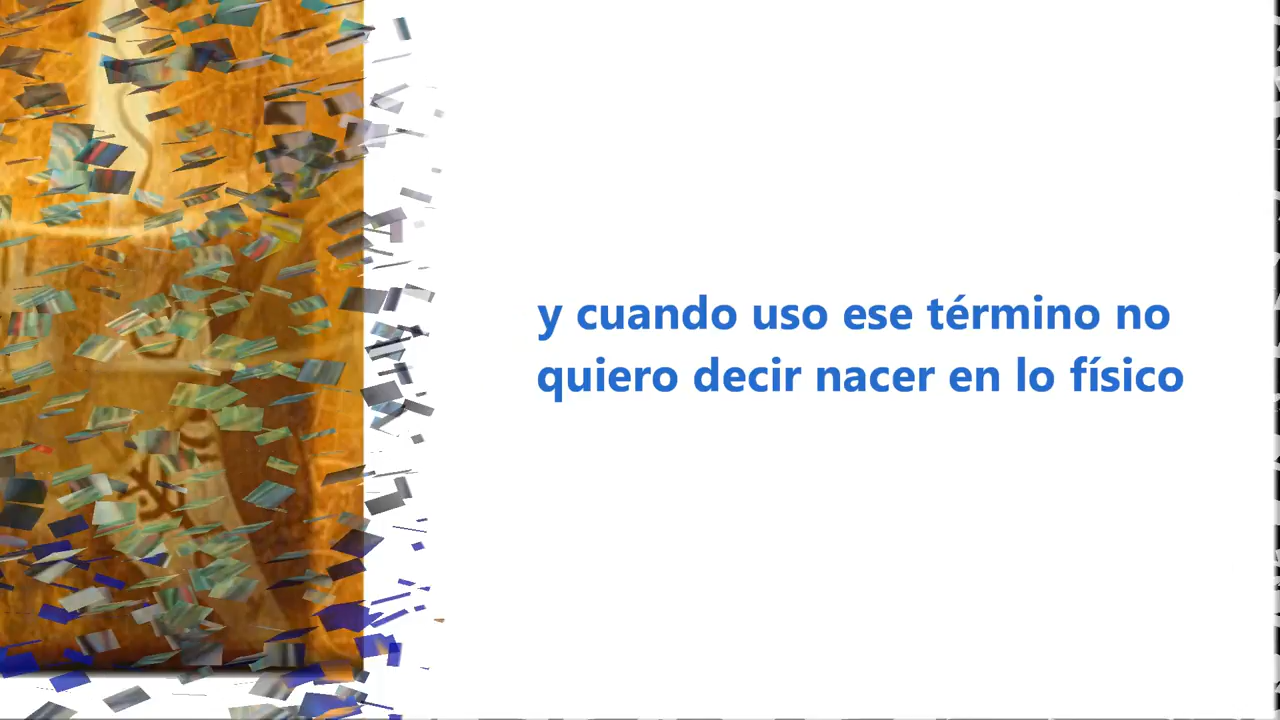 y cuando uso ese término no
quiero decir nacer en lo físico